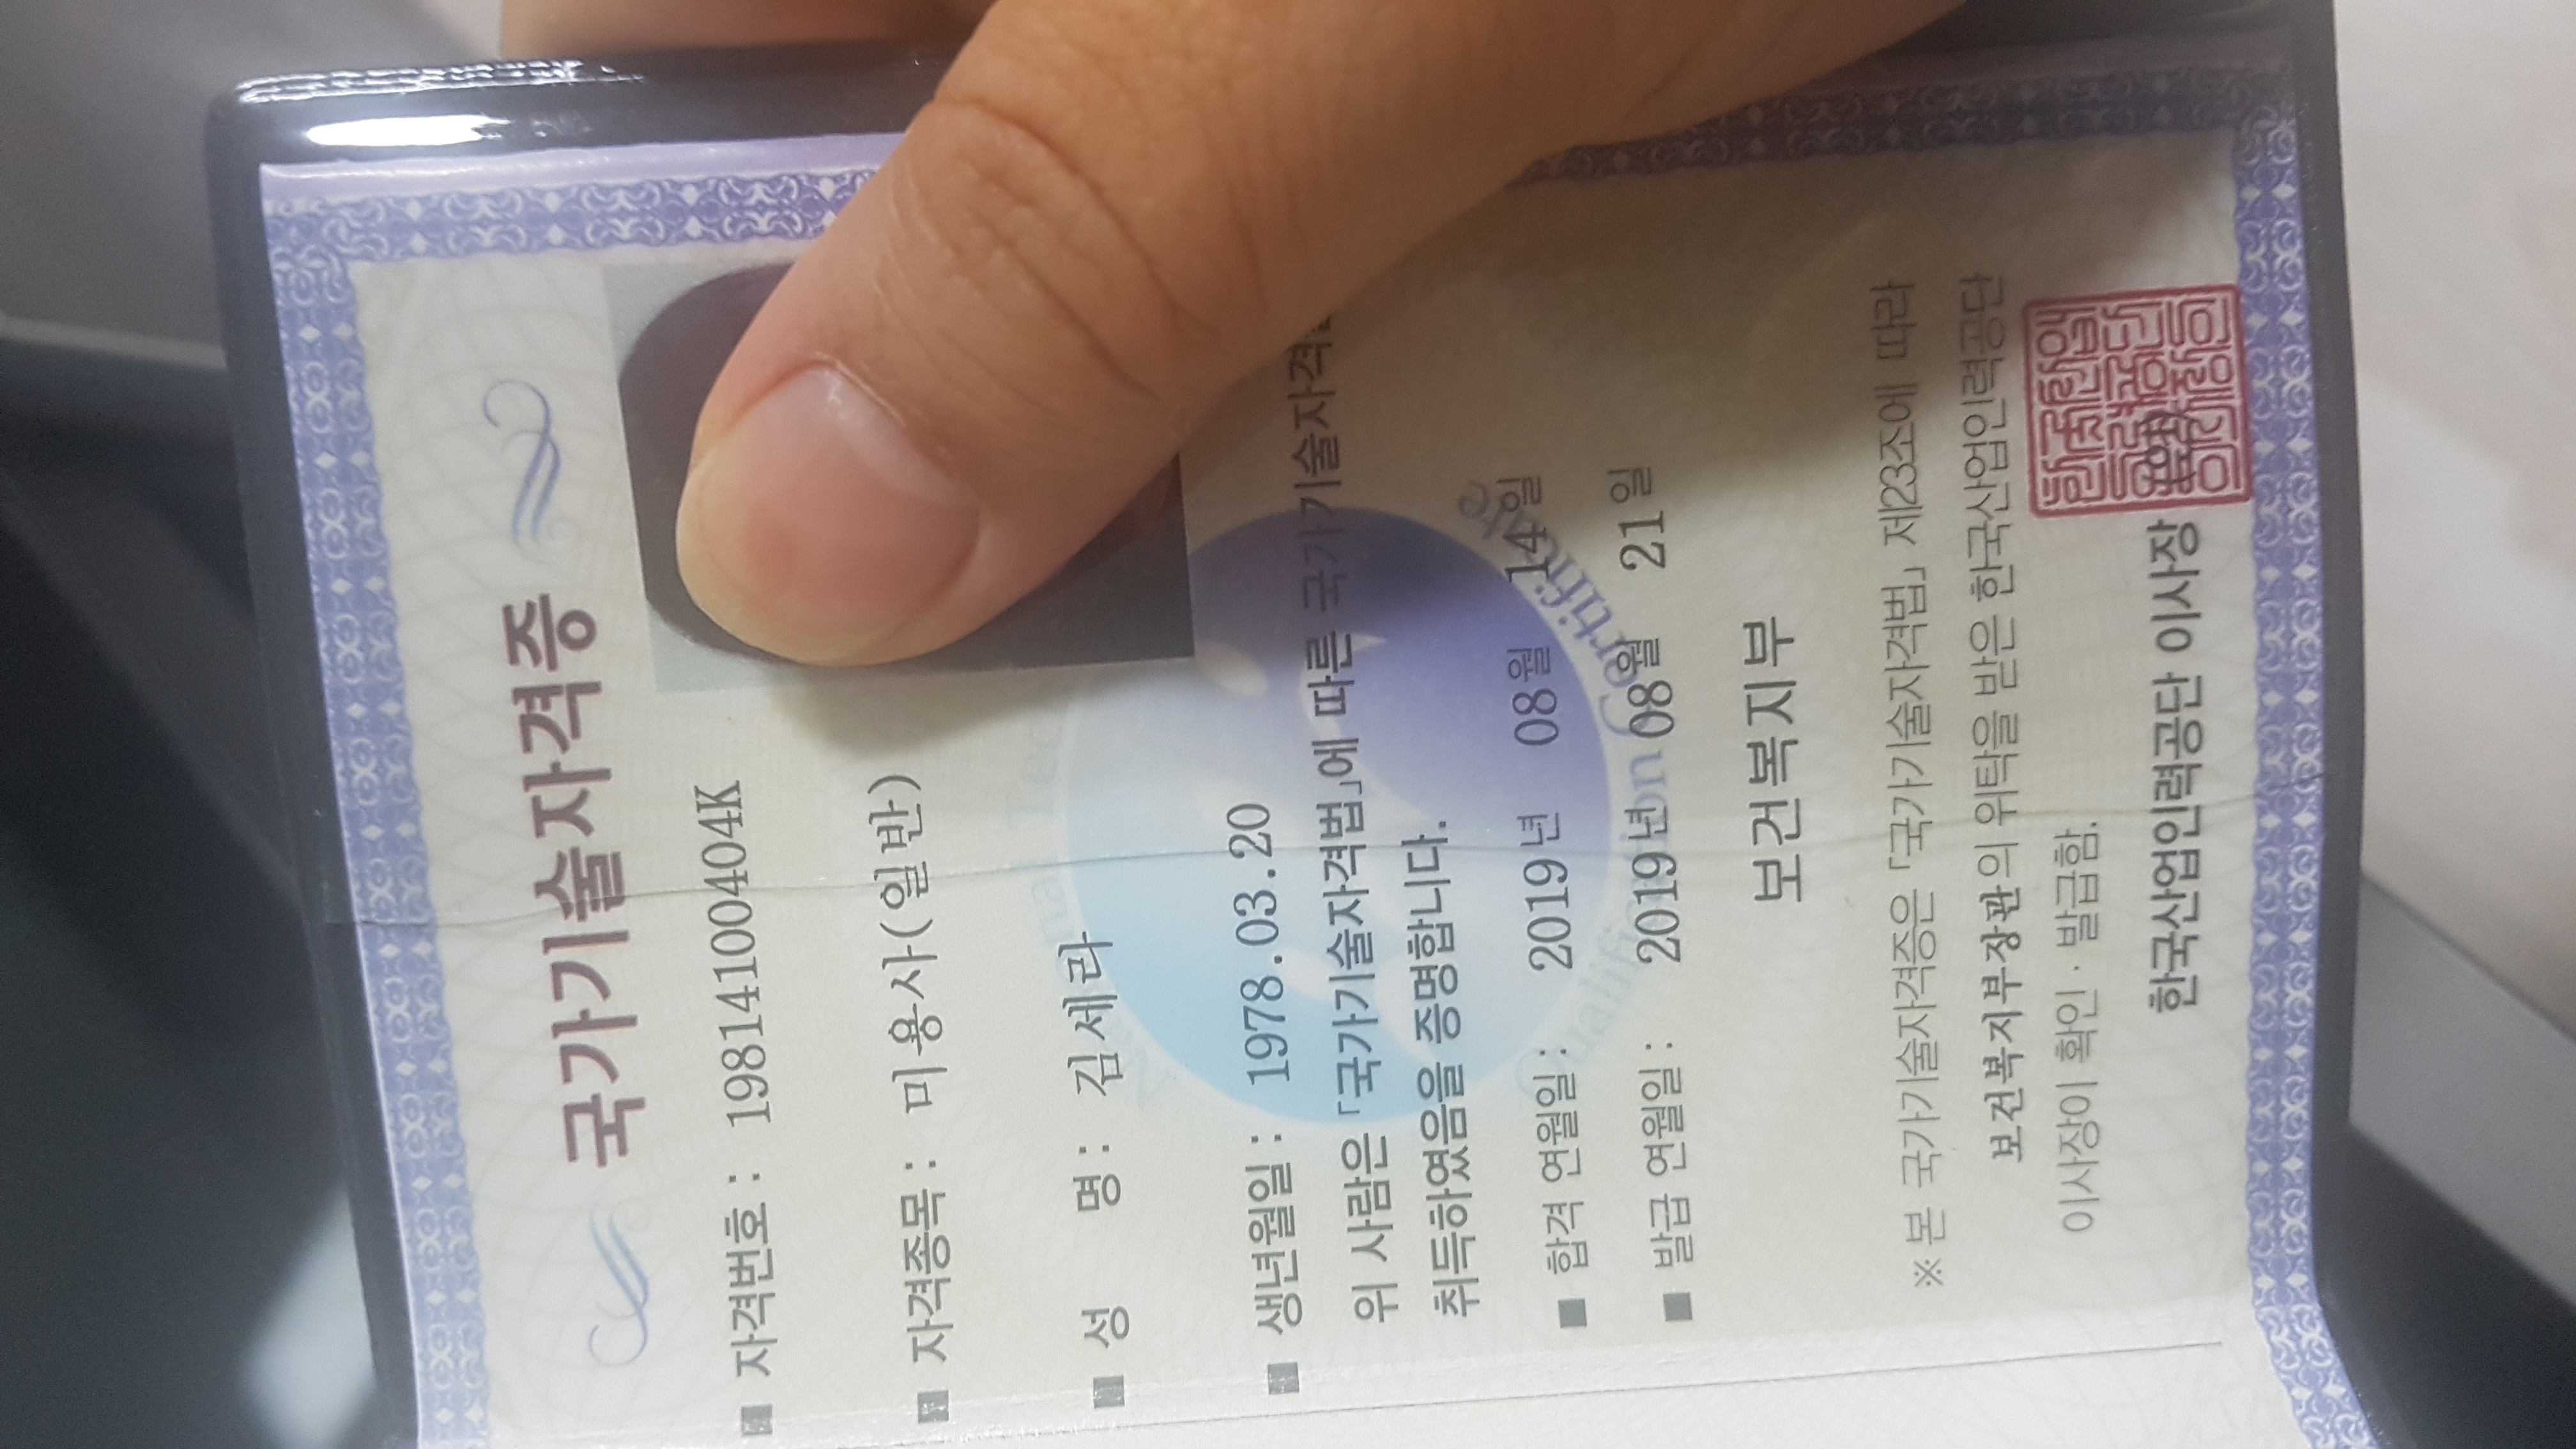 국가기술자격증
■ 자격번호 : 19814100404K
■ 자격종목 : 미용사(일반)
■ 성 명 : 김세라
■ 생년월일 : 1978.03.20
위 사람은 「국가기술자격법」에 따른 국가기술자격
취득하였음을 증명합니다.
■ 합격 연월일 : 2019년 08월 14일
■ 발급 연월일 : 2019년 08월 21일
보건복지부
※ 본 국가기술자격증은 「국가기술자격법」 제23조에 따라
보건복지부장관의 위탁을 받은 한국산업인력공단
이사장이 확인 · 발급함.
한국산업인력공단 이사장
Qualification Certificate